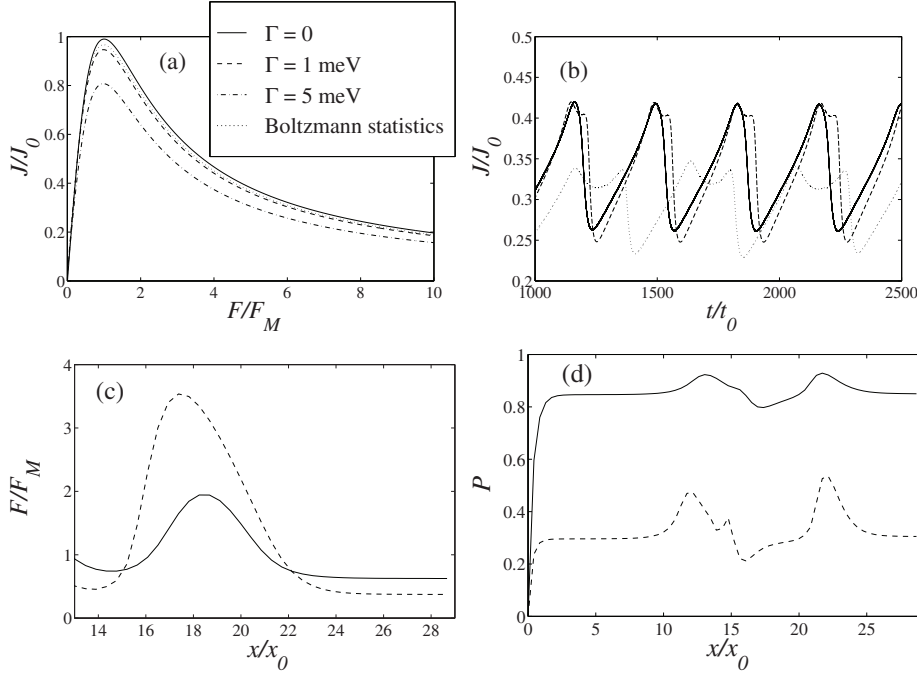 (a)
Γ = 0
Γ = 1 meV
Γ = 5 meV
Boltzmann statistics
J/J0
1
0.8
0.6
0.4
0.2
0
0 2 4 6 8 10
F/FM
(b)
J/J0
0.5
0.45
0.4
0.35
0.3
0.25
0.2
1000 1500 2000 2500
t/t0
(c)
F/FM
4
3
2
1
0
14 16 18 20 22 24 26 28
x/x0
(d)
P
1
0.8
0.6
0.4
0.2
0
0 5 10 15 20 25
x/x0